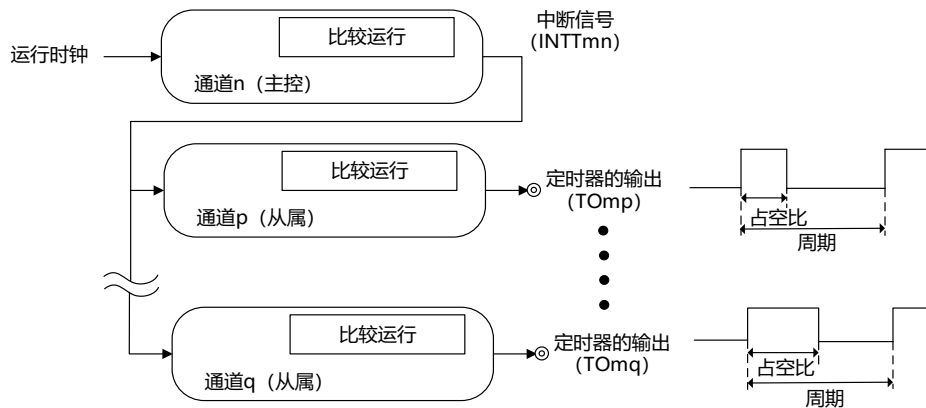 比较运行
中断信号
(INTTmn)
运行时钟
通道n（主控）
比较运行
定时器的输出
(TOmp)
通道p（从属）
占空比
周期
比较运行
定时器的输出
(TOmq)
通道q（从属）
占空比
周期